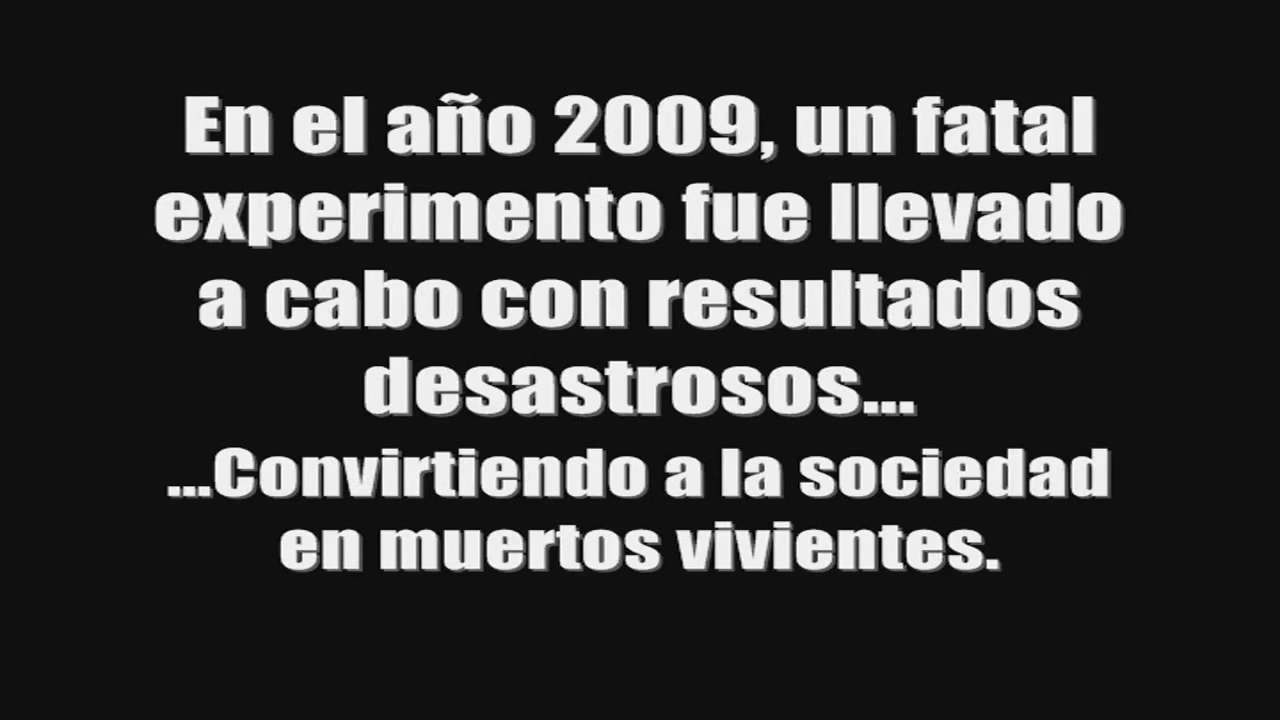 En el año 2009, un fatal
experimento fue llevado
a cabo con resultados
desastrosos...
...Convirtiendo a la sociedad
en muertos vivientes.